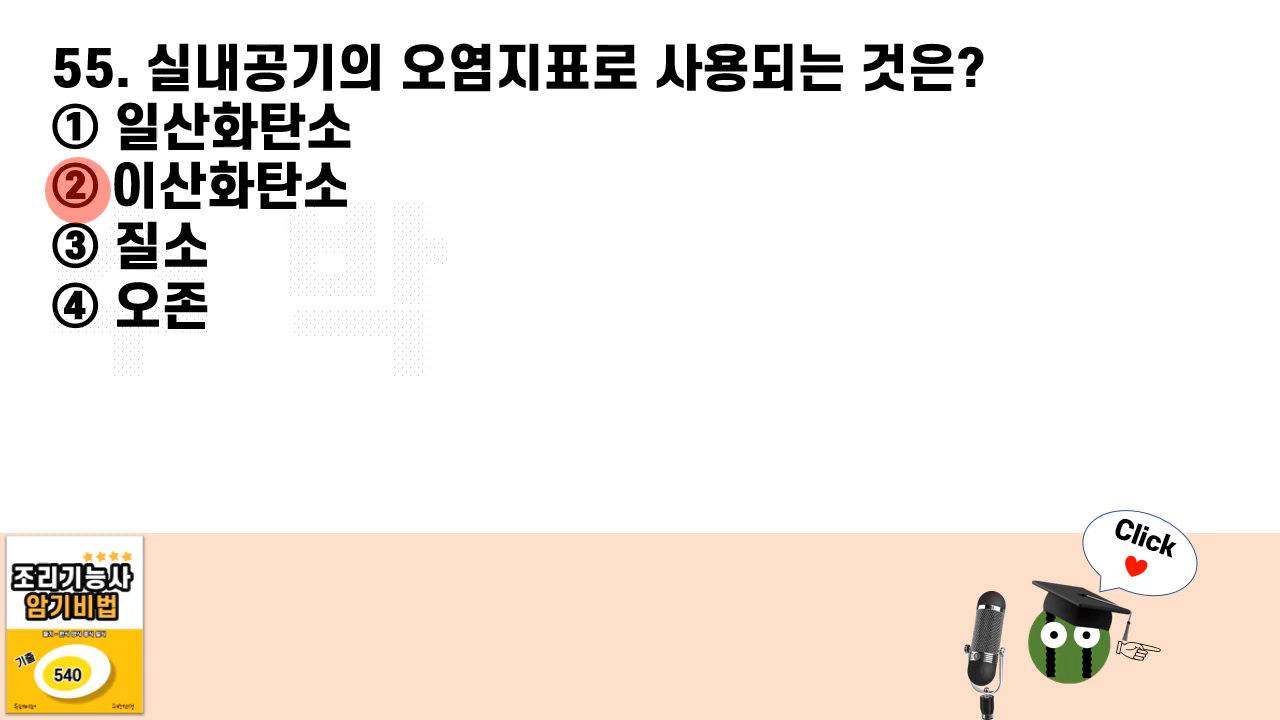 55. 실내공기의 오염지표로 사용되는 것은?
① 일산화탄소
② 이산화탄소
③ 질소
④ 오존
Click
조리기능사
암기비법
기출
540